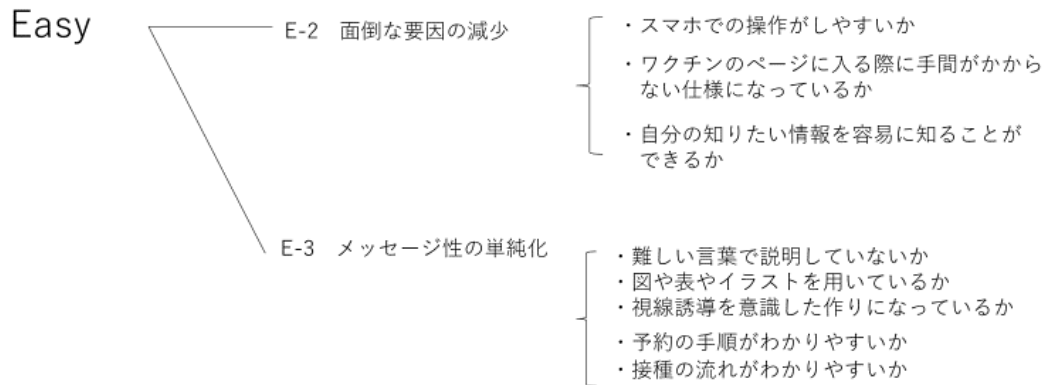 Easy
E-2 面倒な要因の減少
・スマホでの操作がしやすいか
・ワクチンのページに入る際に手間がかから
ない仕様になっているか
・自分の知りたい情報を容易に知ることが
できるか
E-3 メッセージ性の単純化
・難しい言葉で説明していないか
・図や表やイラストを用いているか
・視線誘導を意識した作りになっているか
・予約の手順がわかりやすいか
・接種の流れがわかりやすいか